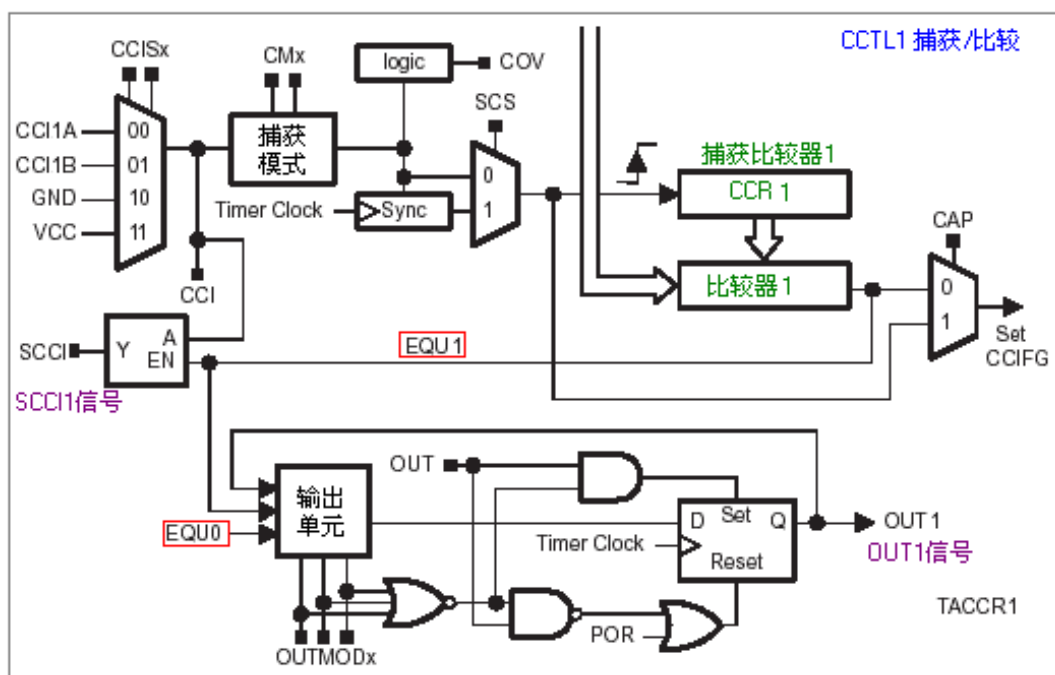 CCTL1 捕获/比较
CCISx
CMx
logic
COV
SCS
CCI1A
CCI1B
GND
VCC
00
01
10
11
捕获
模式
Timer Clock
Sync
0
1
捕获比较器1
CCR 1
比较器1
CAP
0
1
Set
CCIFG
CCI
SCCI
Y
A
EN
SCCI1信号
EQU1
OUT
输出
单元
EQU0
D
Set
Q
Timer Clock
Reset
OUT1
OUT1信号
POR
OUTMODx
TACCR1